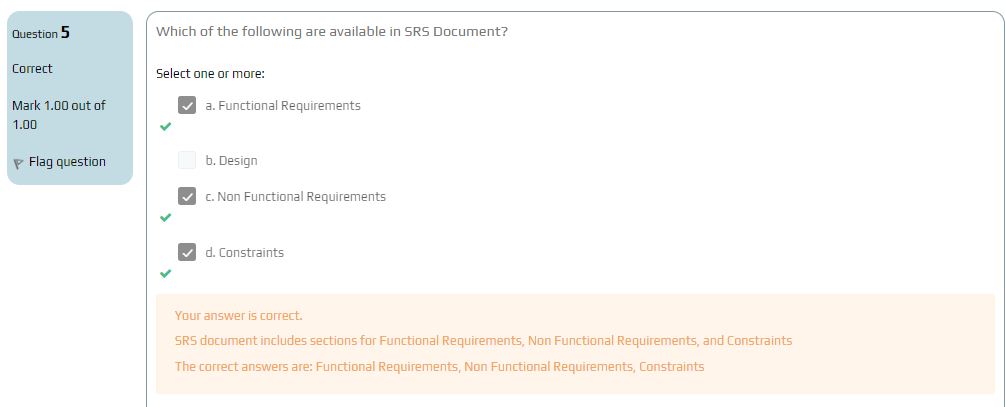 Question 5
Correct
Mark 1.00 out of
1.00
Flag question
Which of the following are available in SRS Document?
Select one or more:
a. Functional Requirements
b. Design
c. Non Functional Requirements
d. Constraints
Your answer is correct.
SRS document includes sections for Functional Requirements, Non Functional Requirements, and Constraints
The correct answers are: Functional Requirements, Non Functional Requirements, Constraints